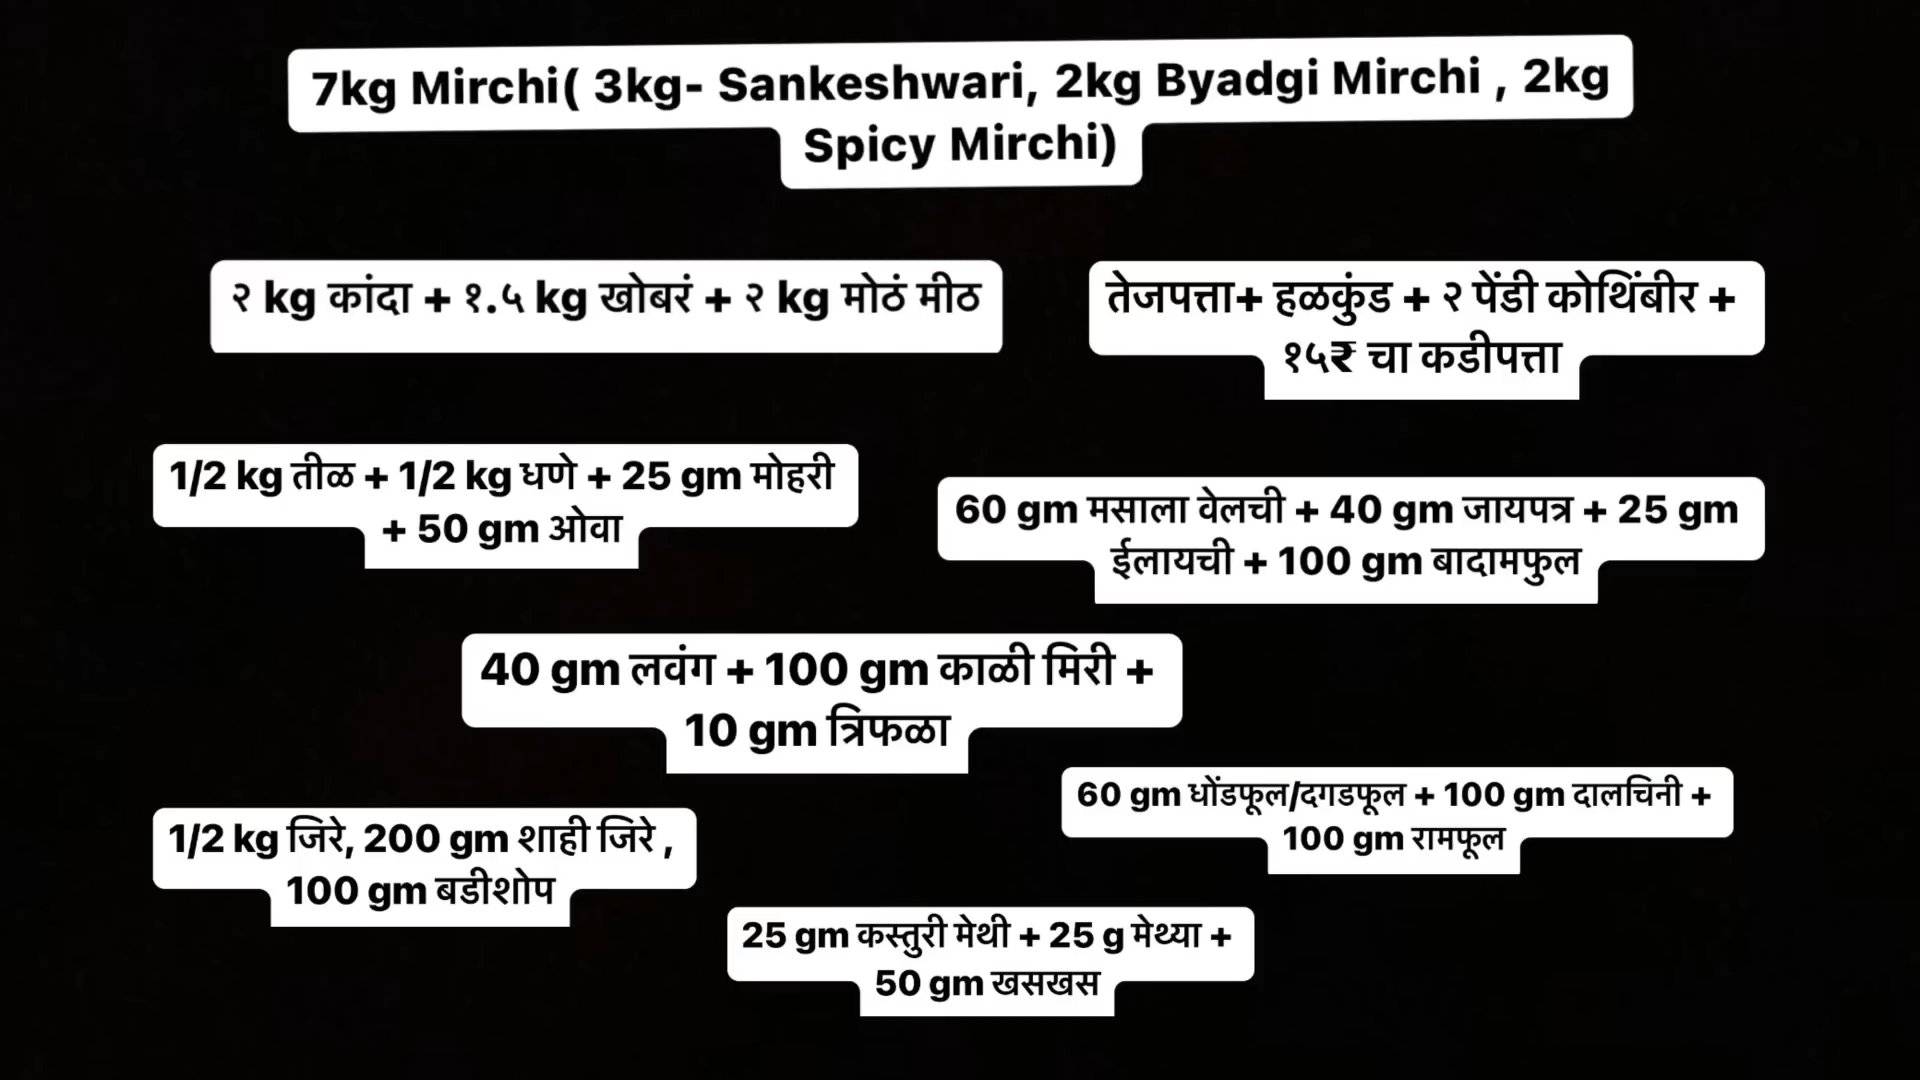 7kg Mirchi( 3kg- Sankeshwari, 2kg Byadgi Mirchi , 2kg
Spicy Mirchi)
२ kg कांदा + १.५ kg खोबरं + २ kg मोठं मीठ
तेजपत्ता+ हळकुंड + २ पेंडी कोथिंबीर +
१५₹ चा कडीपत्ता
1/2 kg तीळ + 1/2 kg धणे + 25 gm मोहरी
+ 50 gm ओवा
60 gm मसाला वेलची + 40 gm जायपत्र + 25 gm
ईलायची + 100 gm बादामफुल
40 gm लवंग + 100 gm काळी मिरी +
10 gm त्रिफळा
1/2 kg जिरे, 200 gm शाही जिरे ,
100 gm बडीशोप
60 gm धोंडफूल/दगडफूल + 100 gm दालचिनी +
100 gm रामफूल
25 gm कस्तुरी मेथी + 25 g मेथ्या +
50 gm खसखस